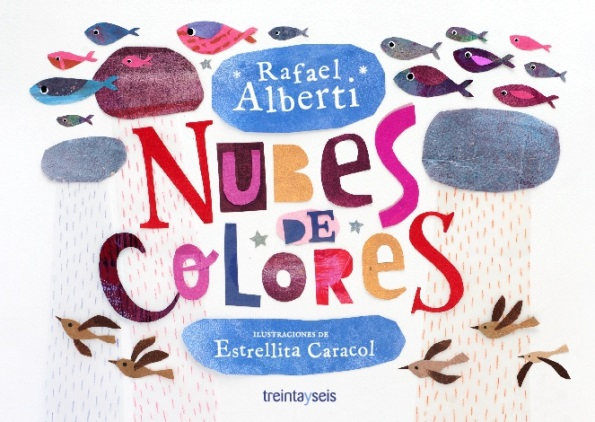 Rafael
Alberti
NUBES
DE
COLORES
ILUSTRACIONES DE
Estrellita Caracol
treintayseis